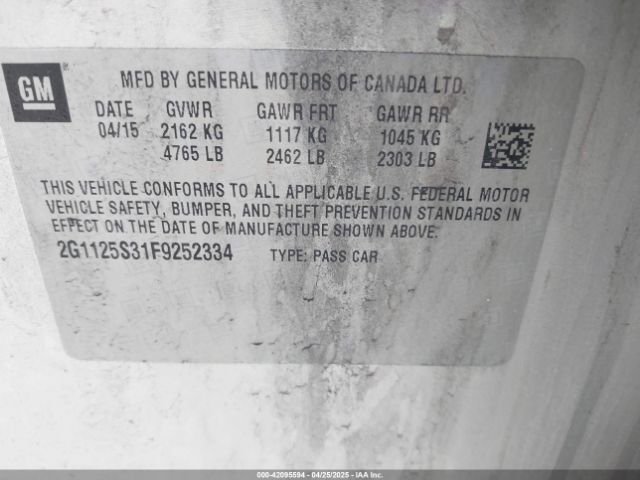 GM
MFD BY GENERAL MOTORS OF CANADA LTD.
DATE GVWR GAWR FRT GAWR RR
04/15 2162 KG 1117 KG 1045 KG
4765 LB 2462 LB 2303 LB
THIS VEHICLE CONFORMS TO ALL APPLICABLE U.S. FEDERAL MOTOR
VEHICLE SAFETY, BUMPER, AND THEFT PREVENTION STANDARDS IN
EFFECT ON THE DATE OF MANUFACTURE SHOWN ABOVE.
2G1125S31F9252334 TYPE: PASS CAR
000-42095594 - 04/25/2025 - IAA Inc.